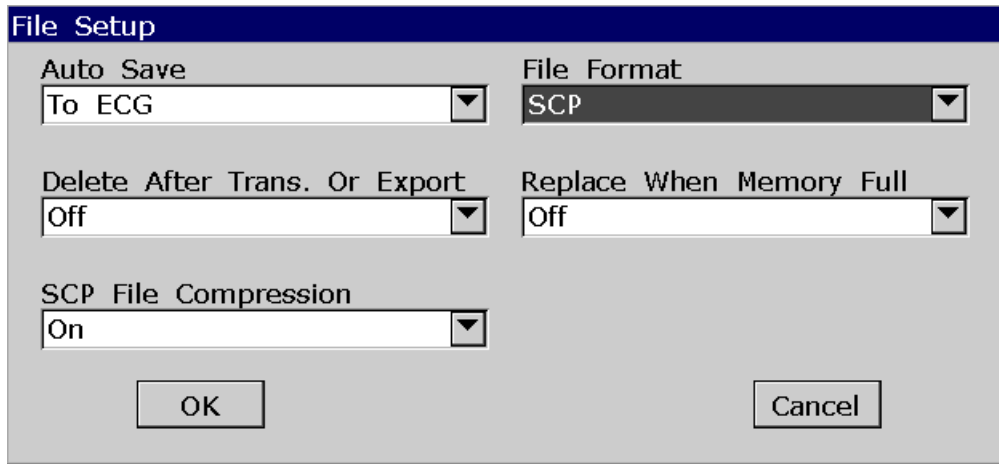 File Setup
Auto Save
File Format
To ECG
SCP
Delete After Trans. Or Export
Replace When Memory Full
Off
Off
SCP File Compression
On
OK
Cancel